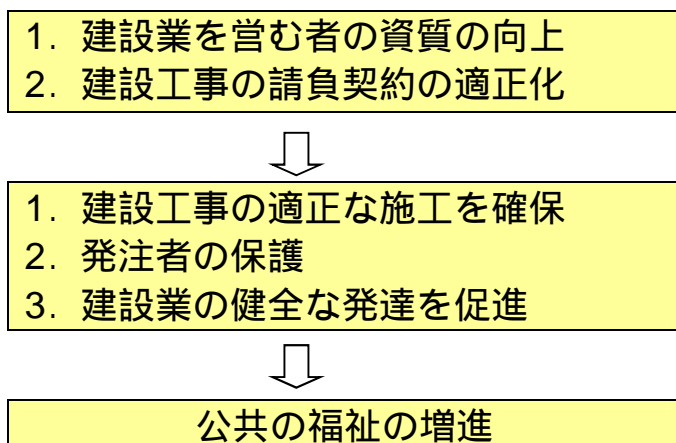 1. 建設業を営む者の資質の向上
2. 建設工事の請負契約の適正化
1. 建設工事の適正な施工を確保
2. 発注者の保護
3. 建設業の健全な発達を促進
公共の福祉の増進